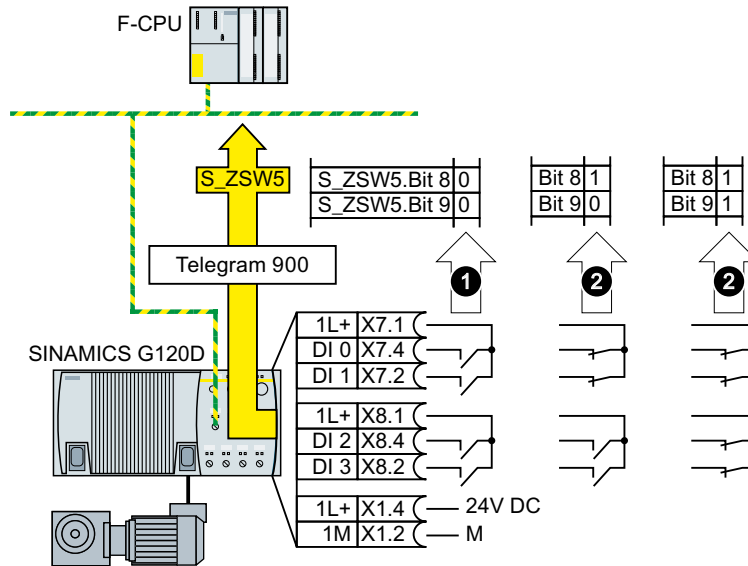 F-CPU
S_ZSW5
S_ZSW5.Bit 8 0
S_ZSW5.Bit 9 0
Bit 8 1
Bit 9 0
Bit 8 1
Bit 9 1
Telegram 900
1
2
2
SINAMICS G120D
1L+ X7.1
DI 0 X7.4
DI 1 X7.2
1L+ X8.1
DI 2 X8.4
DI 3 X8.2
1L+ X1.4 24V DC
1M X1.2 M